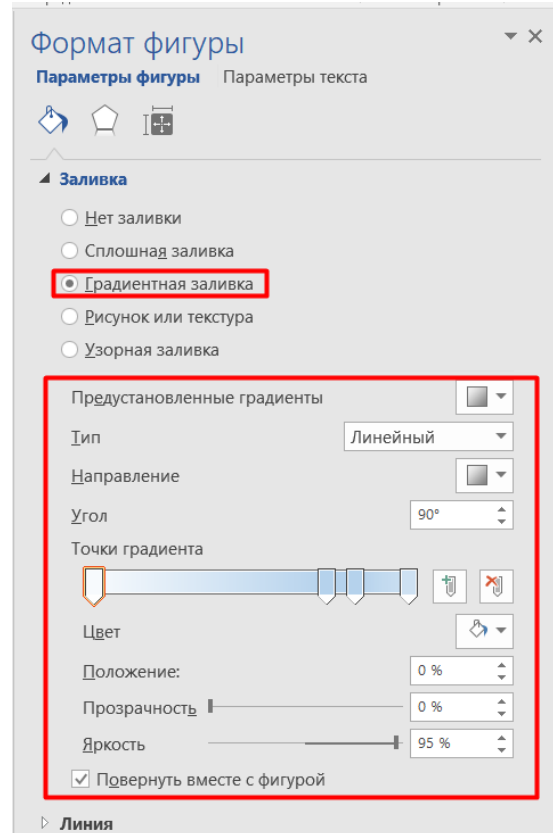 Формат фигуры
Параметры фигуры Параметры текста
Заливка
Нет заливки
Сплошная заливка
Градиентная заливка
Рисунок или текстура
Узорная заливка
Предустановленные градиенты
Тип Линейный
Направление
Угол 90°
Точки градиента
Цвет
Положение: 0 %
Прозрачность 0 %
Яркость 95 %
Повернуть вместе с фигурой
Линия